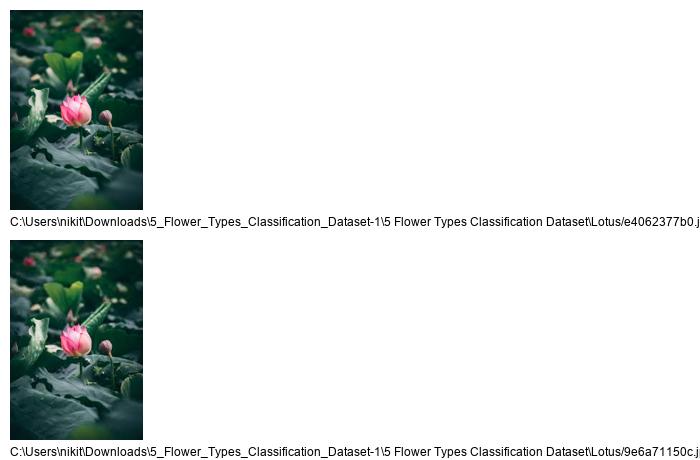 C:\Users\nikit\Downloads\5_Flower_Types_Classification_Dataset-1\5 Flower Types Classification Dataset\Lotus/e4062377b0.j
C:\Users\nikit\Downloads\5_Flower_Types_Classification_Dataset-1\5 Flower Types Classification Dataset\Lotus/9e6a71150c.j